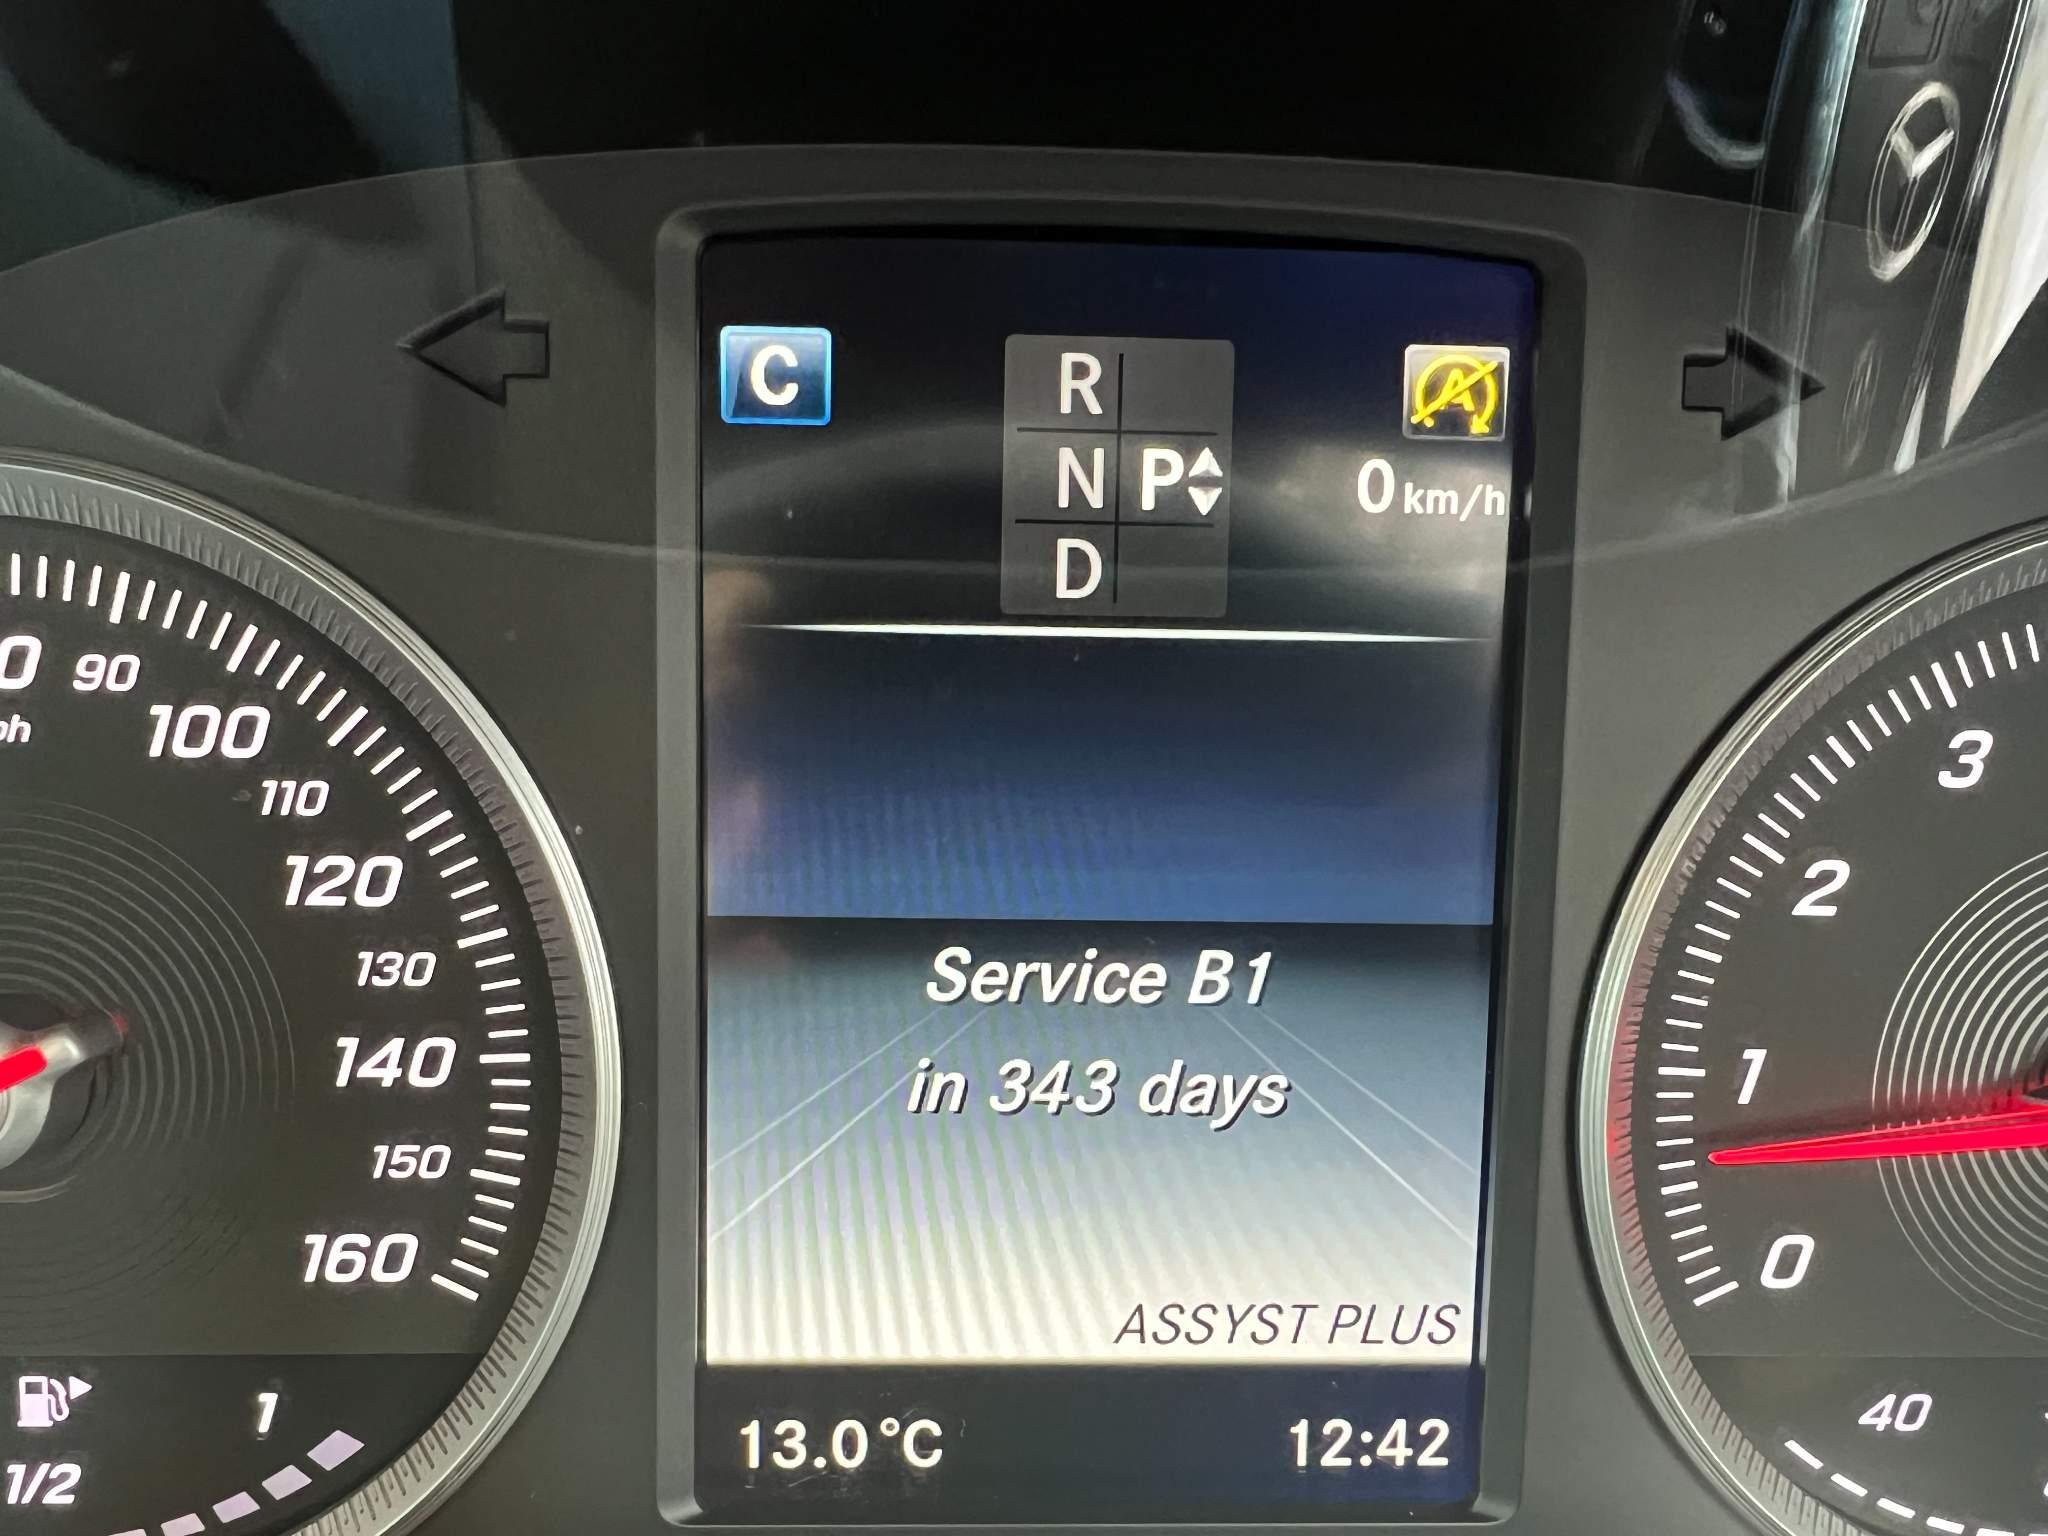 C
R
N P
D
A
0 km/h
90
100
110
120
130
140
150
160
1
1/2
Service B1
in 343 days
ASSYST PLUS
13.0°C
12:42
3
2
1
0
40